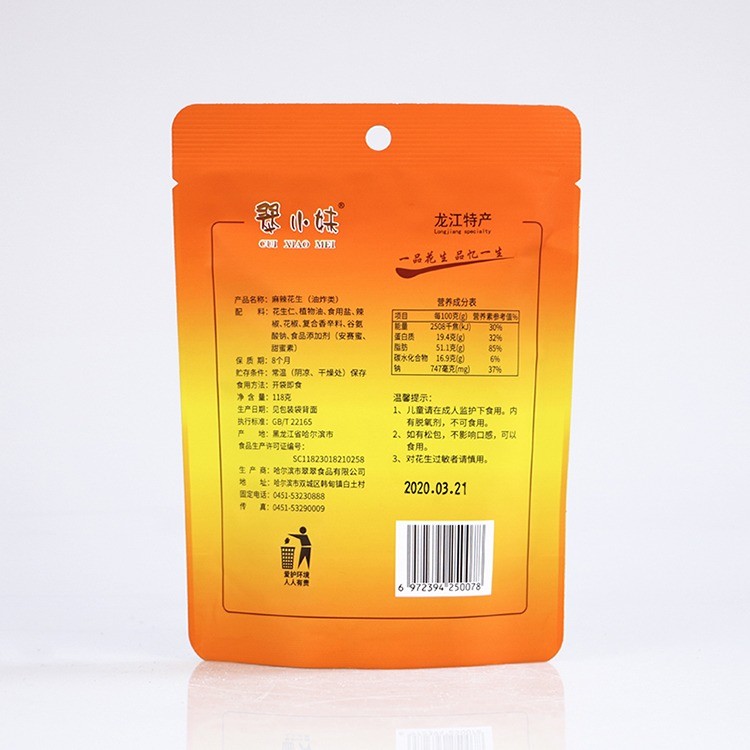 翠小妹®
CUI XIAO MEI
龙江特产
Longjiang specialty
一品花生 品忆一生
产品名称：麻辣花生（油炸类）
配 料：花生仁、植物油、食用盐、辣
椒、花椒、复合香辛料、谷氨
酸钠、食品添加剂（安赛蜜、
甜蜜素）
保 质 期：8个月
贮存条件：常温（阴凉、干燥处）保存
食用方法：开袋即食
净 含 量：118克
生产日期：见包装袋背面
执行标准：GB/T 22165
产 地：黑龙江省哈尔滨市
食品生产许可证编号：
SC11823018210258
生 产 商：哈尔滨市翠翠食品有限公司
地 址：哈尔滨市双城区韩甸镇白土村
固定电话：0451-53230888
传 真：0451-53290009
爱护环境
人人有责
营养成分表
项目 每100克(g) 营养素参考值%
能量 2508千焦(kJ) 30%
蛋白质 19.4克(g) 32%
脂肪 51.1克(g) 85%
碳水化合物 16.9克(g) 6%
钠 747毫克(mg) 37%
温馨提示：
1、儿童请在成人监护下食用。内
有脱氧剂，不可食用。
2、如有松包，不影响口感，可以
食用。
3、对花生过敏者请慎用。
2020.03.21
6 972394 250078